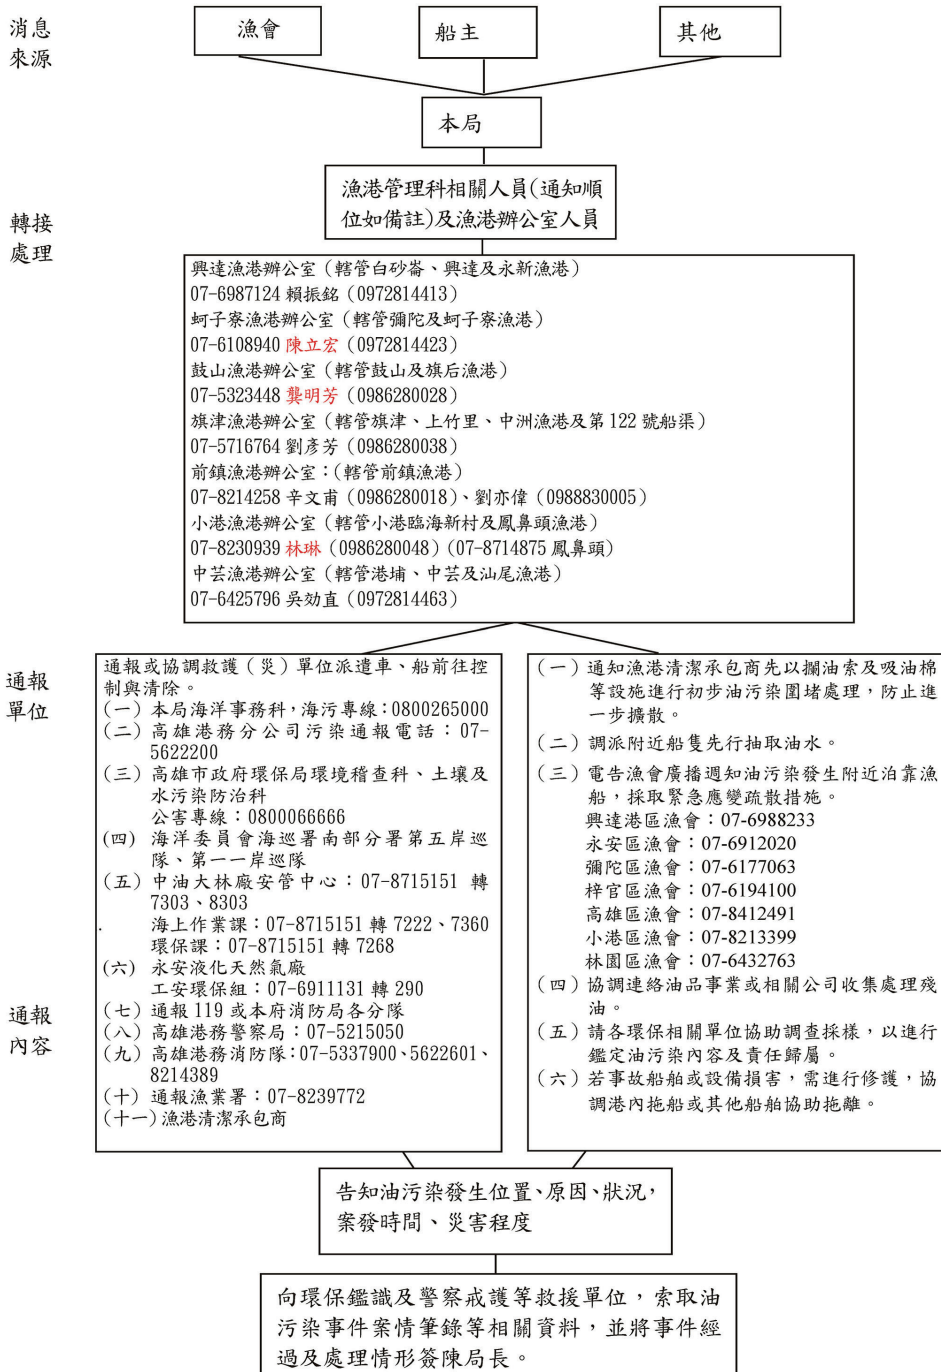 消息
來源
漁會
船主
其他
本局
轉接
處理
漁港管理科相關人員(通知順
位如備註)及漁港辦公室人員
興達漁港辦公室（轄管白砂崙、興達及永新漁港）
07-6987124 賴振銘（0972814413）
蚵子寮漁港辦公室（轄管彌陀及蚵子寮漁港）
07-6108940 陳立宏（0972814423）
鼓山漁港辦公室（轄管鼓山及旗后漁港）
07-5323448 龔明芳（0986280028）
旗津漁港辦公室（轄管旗津、上竹里、中洲漁港及第 122 號船渠）
07-5716764 劉彥芳（0986280038）
前鎮漁港辦公室：（轄管前鎮漁港）
07-8214258 辛文甫（0986280018）、劉亦偉（0988830005）
小港漁港辦公室（轄管小港臨海新村及鳳鼻頭漁港）
07-8230939 林琳（0986280048）(07-8714875 鳳鼻頭）
中芸漁港辦公室（轄管港埔、中芸及汕尾漁港）
07-6425796 吳効直（0972814463）
通報
單位
通報
內容
通報或協調救護（災）單位派遣車、船前往控
制與清除。
（一）本局海洋事務科，海污專線：0800265000
（二）高雄港務分公司污染通報電話：07-
5622200
（三）高雄市政府環保局環境稽查科、土壤及
水污染防治科
公害專線：0800066666
(四）海洋委員會海巡署南部分署第五岸巡
隊、第一一岸巡隊
（五）中油大林廠安管中心：07-8715151 轉
7303、8303
. 海上作業課：07-8715151 轉 7222、7360
環保課：07-8715151 轉 7268
(六）永安液化天然氣廠
工安環保組：07-6911131 轉 290
（七）通報 119 或本府消防局各分隊
（八）高雄港務警察局：07-5215050
（九）高雄港務消防隊：07-5337900、5622601、
8214389
（十）通報漁業署：07-8239772
（十一）漁港清潔承包商
（一）通知漁港清潔承包商先以攔油索及吸油棉
等設施進行初步油污染圍堵處理，防止進
一步擴散。
（二）調派附近船隻先行抽取油水。
（三）電告漁會廣播週知油污染發生附近泊靠漁
船，採取緊急應變疏散措施。
興達港區漁會：07-6988233
永安區漁會：07-6912020
彌陀區漁會：07-6177063
梓官區漁會：07-6194100
高雄區漁會：07-8412491
小港區漁會：07-8213399
林園區漁會：07-6432763
（四）協調連絡油品事業或相關公司收集處理殘
油。
（五）請各環保相關單位協助調查採樣，以進行
鑑定油污染內容及責任歸屬。
（六）若事故船舶或設備損害，需進行修護，協
調港內拖船或其他船舶協助拖離。
告知油污染發生位置、原因、狀況，
案發時間、災害程度
向環保鑑識及警察戒護等救援單位，索取油
污染事件案情筆錄等相關資料，並將事件經
過及處理情形簽陳局長。